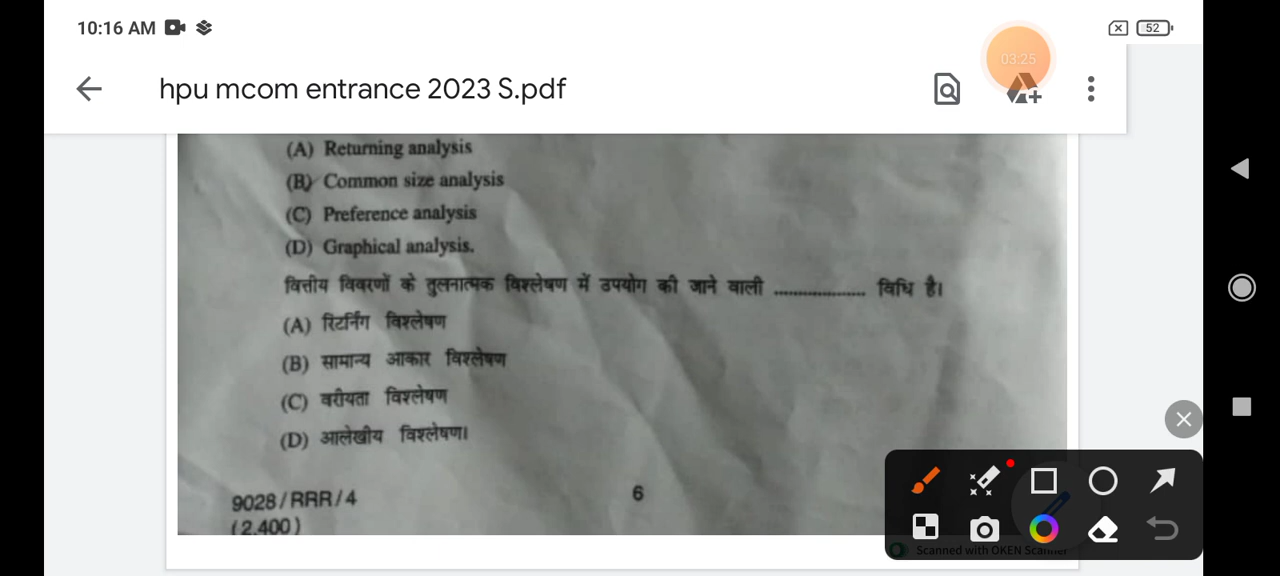 10:16 AM
52
03:25
hpu mcom entrance 2023 S.pdf
(A) Returning analysis
(B) Common size analysis
(C) Preference analysis
(D) Graphical analysis.
वित्तीय विवरणों के तुलनात्मक विश्लेषण में उपयोग की जाने वाली .................. विधि है।
(A) रिटर्निंग विश्लेषण
(B) सामान्य आकार विश्लेषण
(C) वरीयता विश्लेषण
(D) आलेखीय विश्लेषण।
9028/RRR/4
6
(2,400)
Scanned with OKEN Scanner